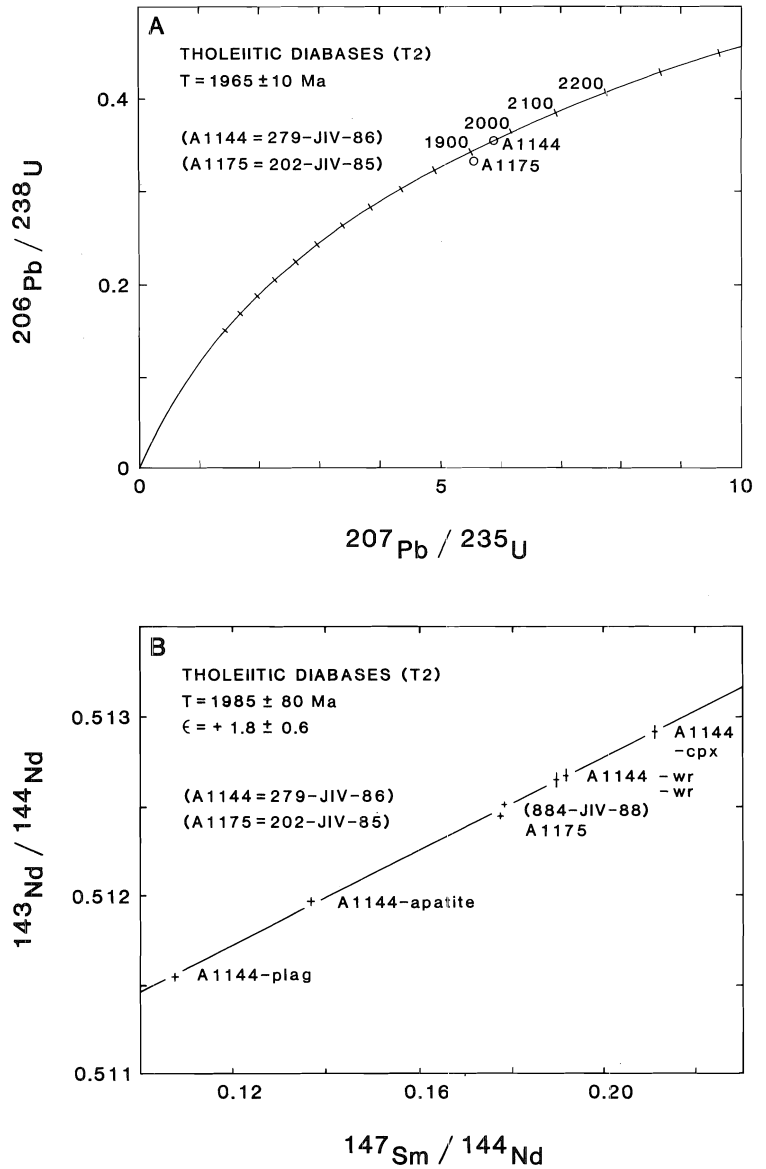 A
THOLEIITIC DIABASES (T2)
T = 1965 ± 10 Ma
(A1144 = 279-JIV-86)
(A1175 = 202-JIV-85)
1900
2000
2100
2200
A1144
A1175
0.4
0.2
0
0
5
10
206Pb / 238U
207Pb / 235U
B
THOLEIITIC DIABASES (T2)
T = 1985 ± 80 Ma
ϵ = + 1.8 ± 0.6
(A1144 = 279-JIV-86)
(A1175 = 202-JIV-85)
A1144
-cpx
A1144 -wr
-wr
(884-JIV-88)
A1175
A1144-apatite
A1144-plag
0.513
0.512
0.511
0.12
0.16
0.20
143Nd / 144Nd
147Sm / 144Nd